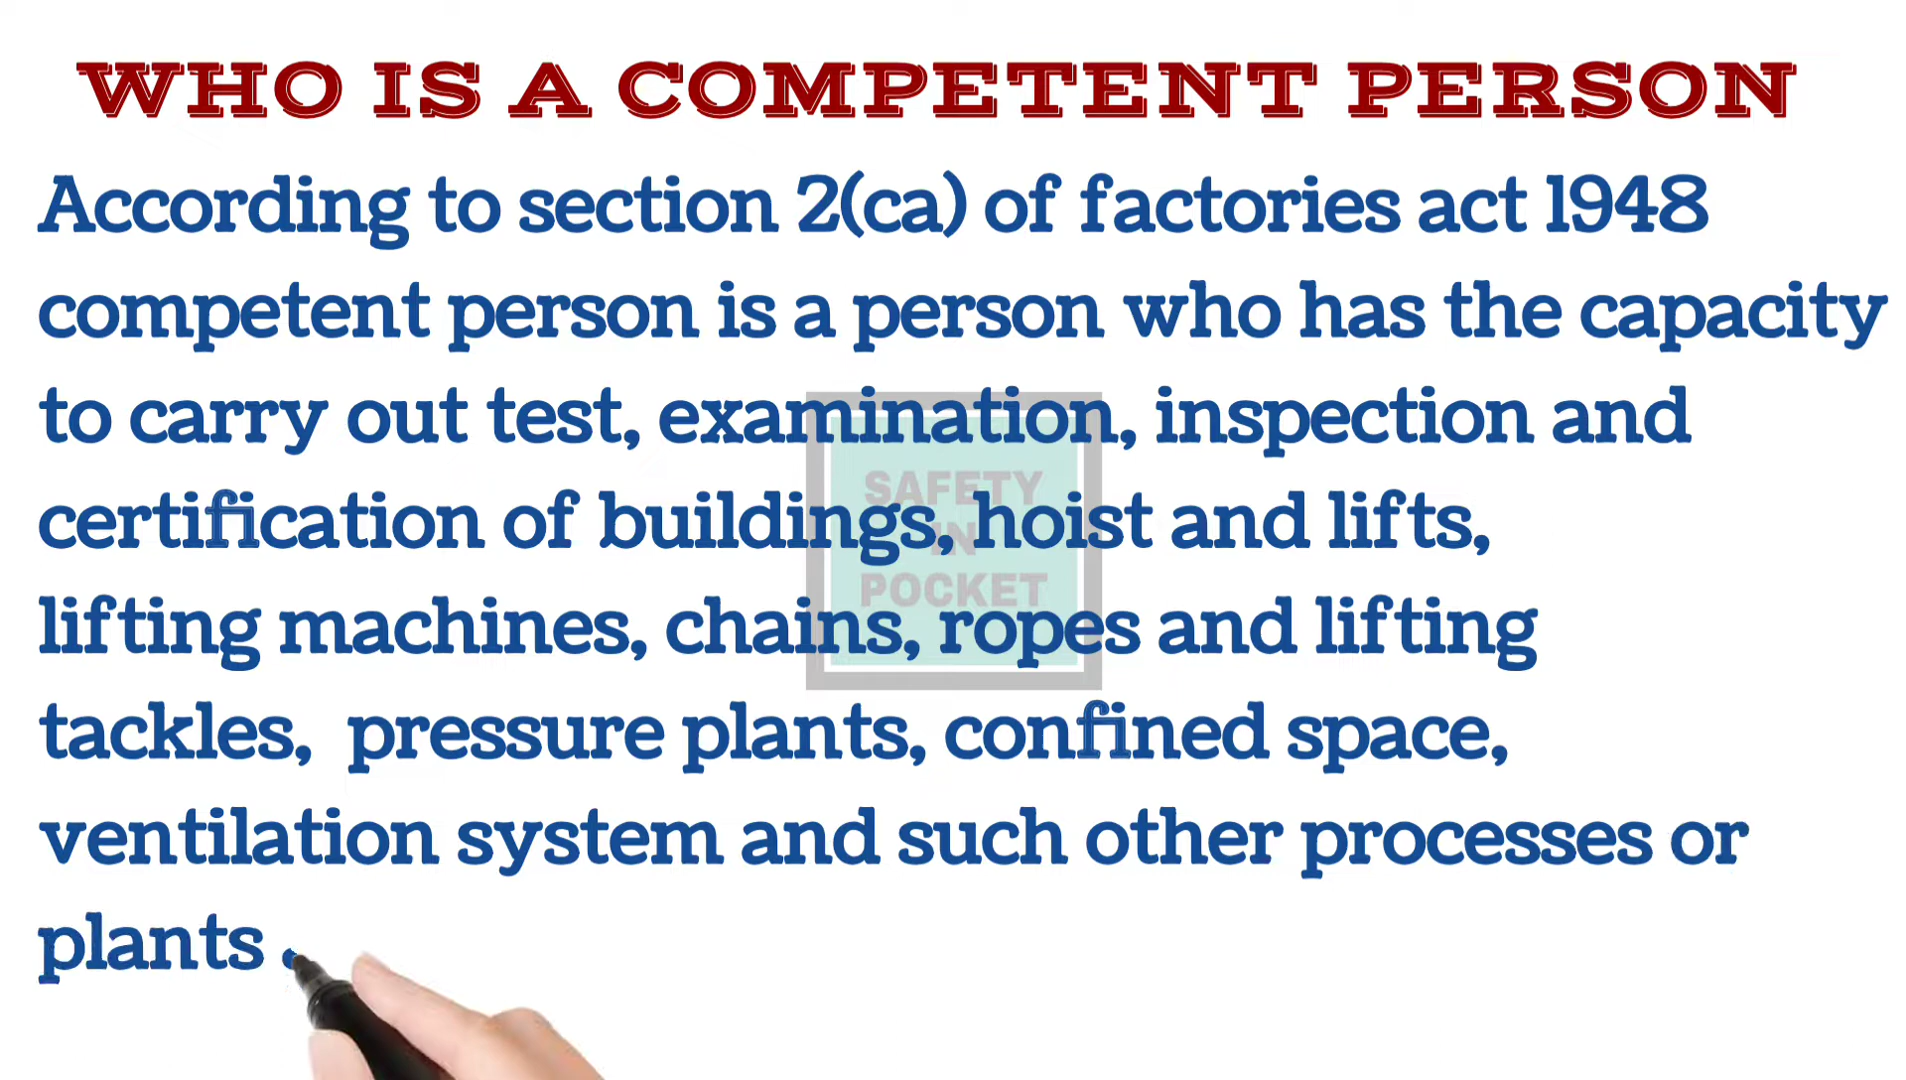 WHO IS A COMPETENT PERSON
According to section 2(ca) of factories act 1948
competent person is a person who has the capacity
to carry out test, examination, inspection and
certification of buildings, hoist and lifts,
lifting machines, chains, ropes and lifting
tackles,  pressure plants, confined space,
ventilation system and such other processes or
plants .
SAFETY
IN
POCKET